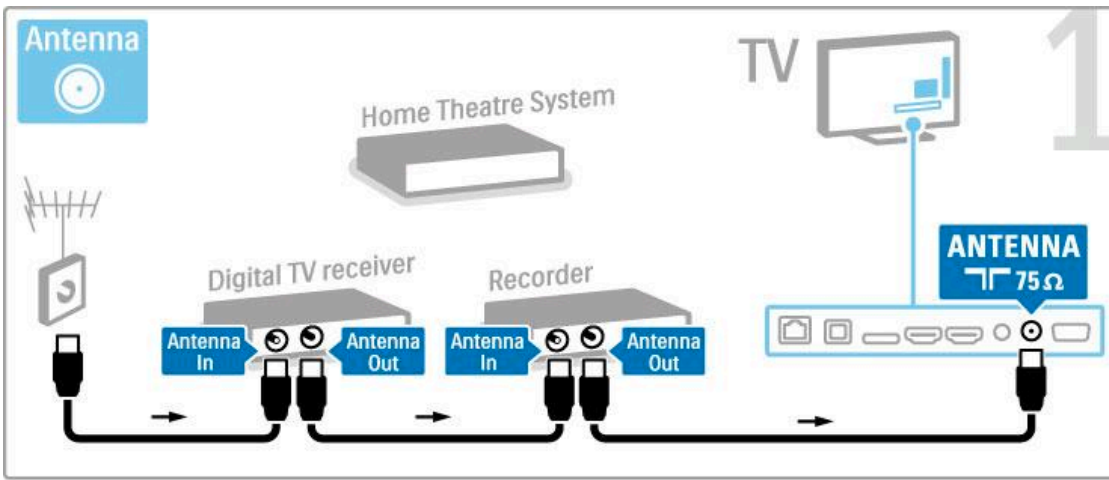 Antenna
TV
1
Home Theatre System
Digital TV receiver
Recorder
ANTENNA
75 Ω
Antenna
In
Antenna
Out
Antenna
In
Antenna
Out